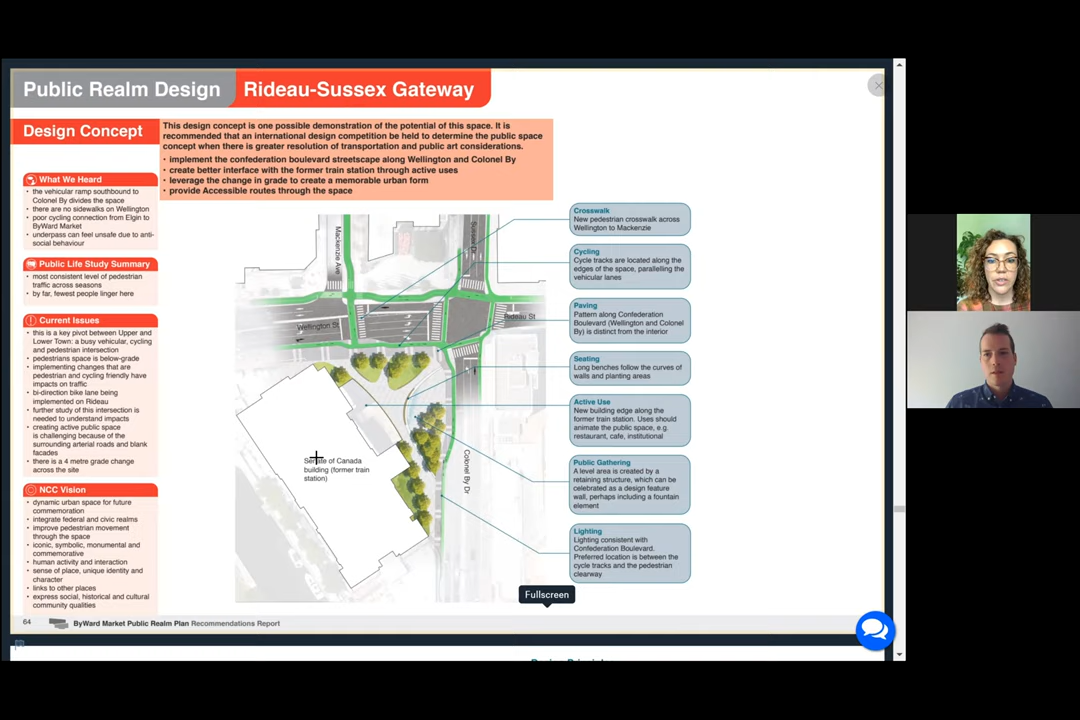 Public Realm Design
Rideau-Sussex Gateway
Design Concept
This design concept is one possible demonstration of the potential of this space. It is
recommended that an international design competition be held to determine the public space
concept when there is greater resolution of transportation and public art considerations.
• implement the confederation boulevard streetscape along Wellington and Colonel By
• create better interface with the former train station through active uses
• leverage the change in grade to create a memorable urban form
• provide Accessible routes through the space
What We Heard
• the vehicular ramp southbound to
Colonel By divides the space
• there are no sidewalks on Wellington
• poor cycling connection from Elgin to
ByWard Market
• underpass can feel unsafe due to anti-
social behaviour
Public Life Study Summary
• most consistent level of pedestrian
traffic across seasons
• by far, fewest people linger here
Current Issues
• this is a key pivot between Upper and
Lower Town: a busy vehicular, cycling
and pedestrian intersection
• pedestrians space is below-grade
• implementing changes that are
pedestrian and cycling friendly have
impacts on traffic
• bi-direction bike lane being
implemented on Rideau
• further study of this intersection is
needed to understand impacts
• creating active public space
is challenging because of the
surrounding arterial roads and blank
facades
• there is a 4 metre grade change
across the site
NCC Vision
• dynamic urban space for future
commemoration
• integrate federal and civic realms
• improve pedestrian movement
through the space
• iconic, symbolic, monumental and
commemorative
• human activity and interaction
• sense of place, unique identity and
character
• links to other places
• express social, historical and cultural
community qualities
Mackenzie Ave
Sussex Dr
Wellington St
Rideau St
Colonel By Dr
Senate of Canada
building (former train
station)
Crosswalk
New pedestrian crosswalk across
Wellington to Mackenzie
Cycling
Cycle tracks are located along the
edges of the space, parallelling the
vehicular lanes
Paving
Pattern along Confederation
Boulevard (Wellington and Colonel
By) is distinct from the interior
Seating
Long benches follow the curves of
walls and planting areas
Active Use
New building edge along the
former train station. Uses should
animate the public space, e.g.
restaurant, cafe, institutional
Public Gathering
A level area is created by a
retaining structure, which can be
celebrated as a design feature
wall, perhaps including a fountain
element
Lighting
Lighting consistent with
Confederation Boulevard.
Preferred location is between the
cycle tracks and the pedestrian
clearway
Fullscreen
64 ByWard Market Public Realm Plan Recommendations Report